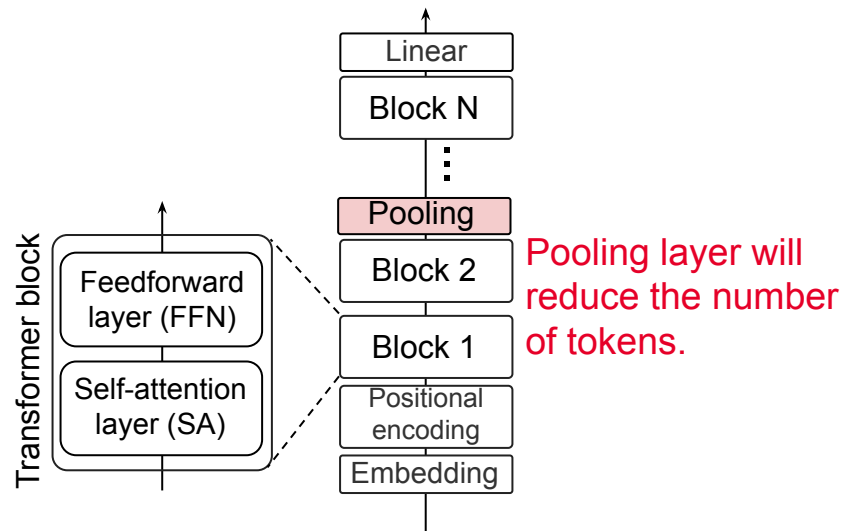 Linear
Block N
Pooling
Block 2
Block 1
Positional
encoding
Embedding
Transformer block
Feedforward
layer (FFN)
Self-attention
layer (SA)
Pooling layer will
reduce the number
of tokens.